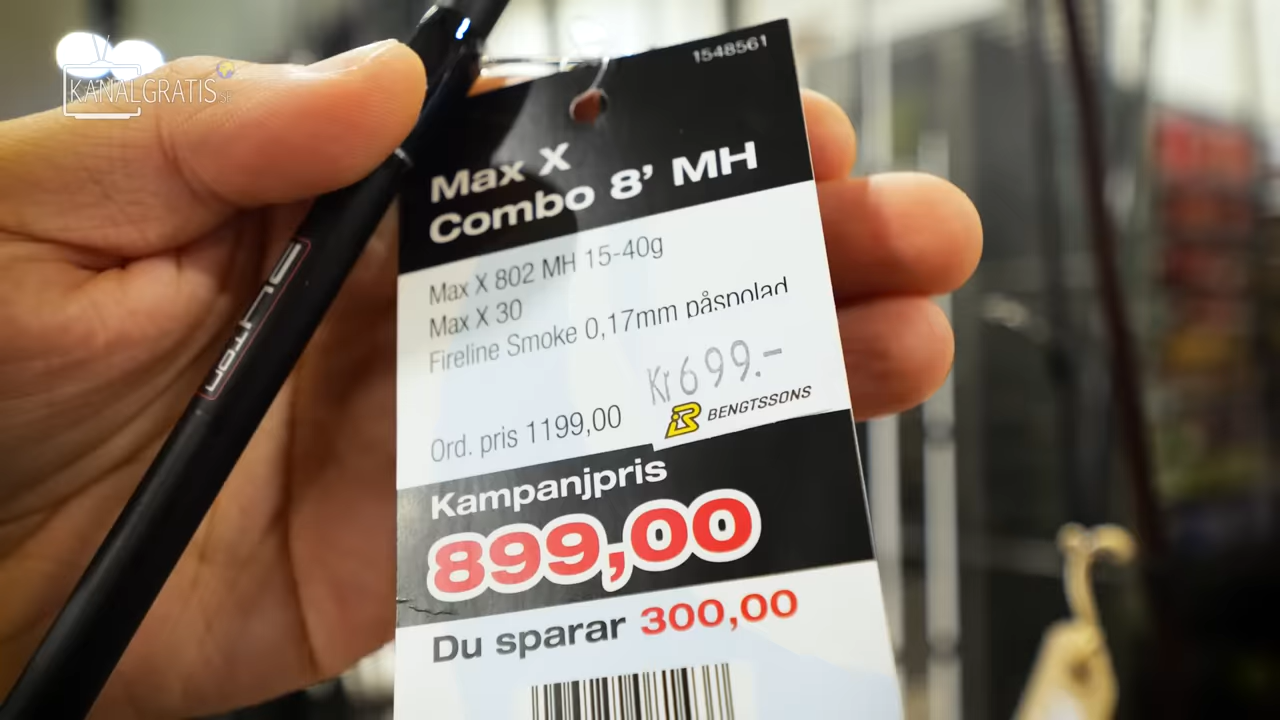 KANALGRATIS.SE
1548561
Max X
Combo 8’ MH
Max X 802 MH 15-40g
Max X 30
Fireline Smoke 0,17mm påspolad
Kr 699.-
BENGTSSONS
Ord. pris 1199,00
Kampanjpris
899,00
Du sparar 300,00